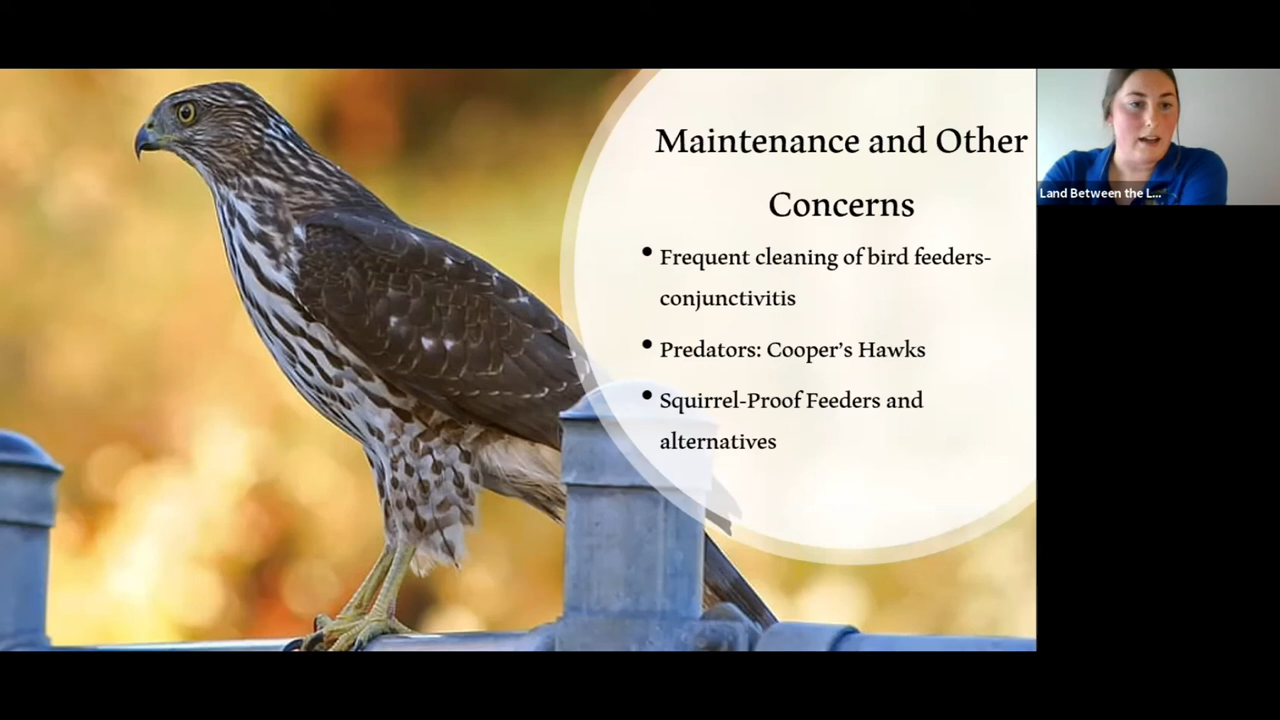 Maintenance and Other
Concerns
• Frequent cleaning of bird feeders-
conjunctivitis
• Predators: Cooper’s Hawks
• Squirrel-Proof Feeders and
alternatives
Land Between the L...